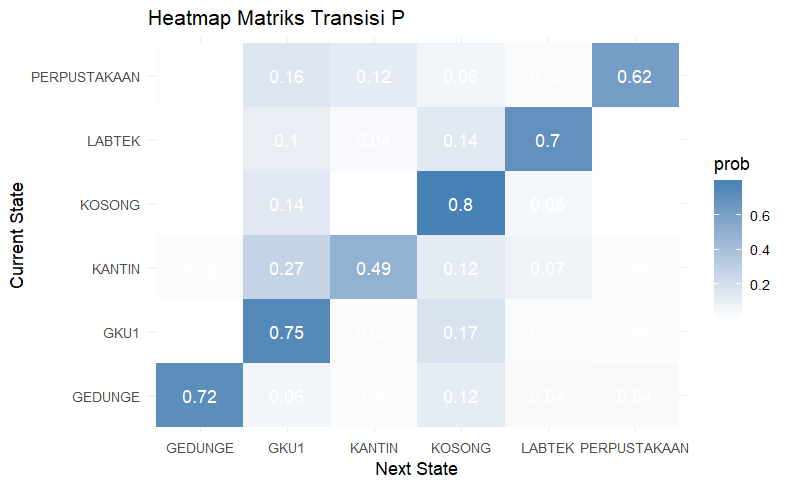 Heatmap Matriks Transisi P
PERPUSTAKAAN 0.16 0.12 0.06 0.62
LABTEK 0.1 0.04 0.14 0.7
KOSONG 0.14 0.8 0.05
KANTIN 0.02 0.27 0.49 0.12 0.07
GKU1 0.75 0.02 0.17 0.03
GEDUNGE 0.72 0.06 0.02 0.12 0.04 0.04
GEDUNGE GKU1 KANTIN KOSONG LABTEK PERPUSTAKAAN
Next State
Current State
prob
0.6
0.4
0.2